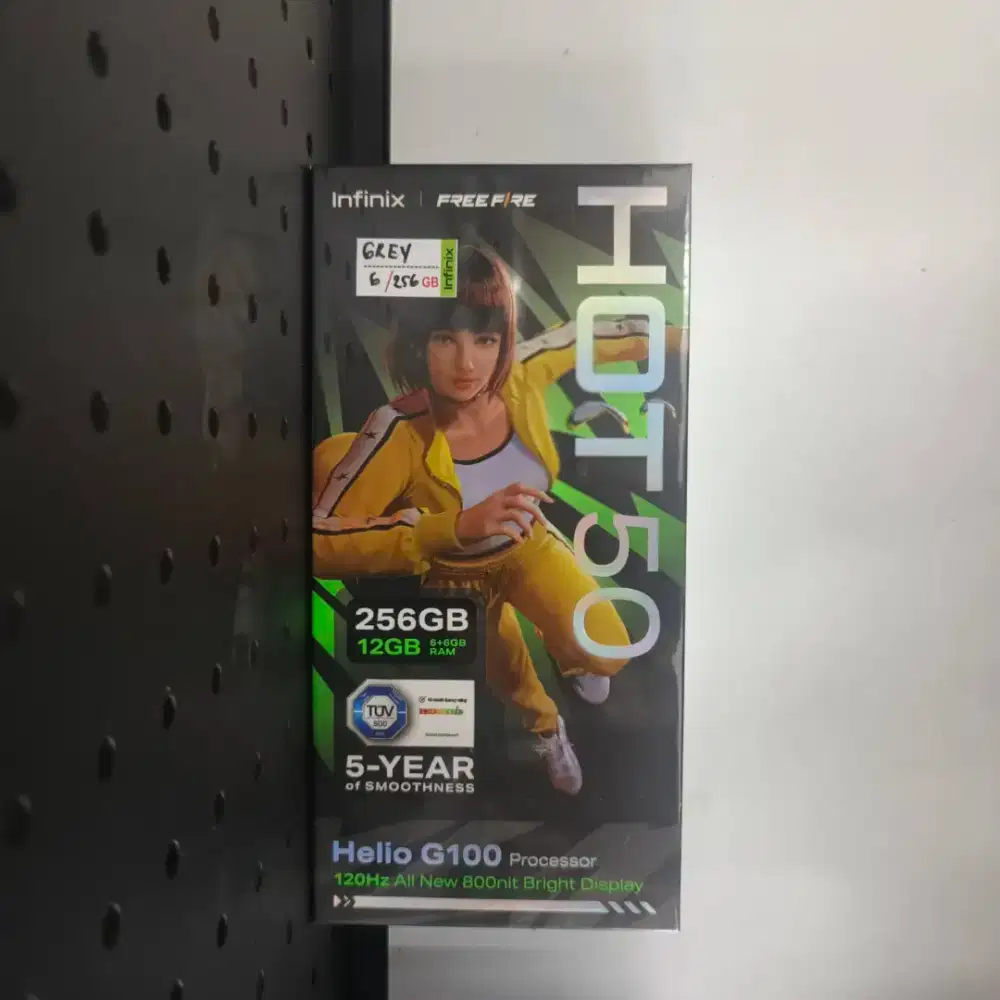 Infinix | FREE FIRE
HOT 50
GREY
6/256 GB
Infinix
256GB
12GB 6+6GB RAM
TÜV
SÜD
5-YEAR
of SMOOTHNESS
Helio G100 Processor
120Hz All New 800nit Bright Display